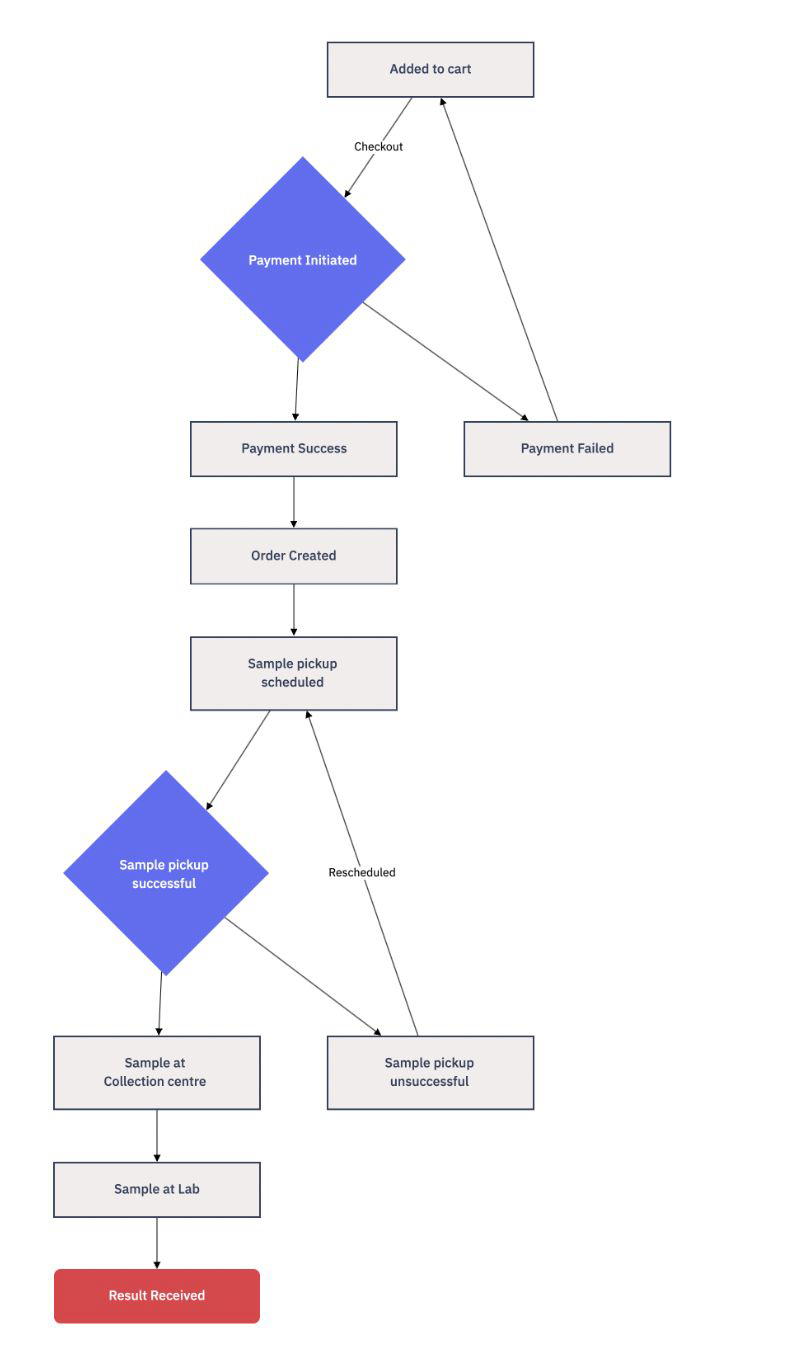 Added to cart
Checkout
Payment Initiated
Payment Success
Payment Failed
Order Created
Sample pickup
scheduled
Sample pickup
successful
Rescheduled
Sample at
Collection centre
Sample pickup
unsuccessful
Sample at Lab
Result Received